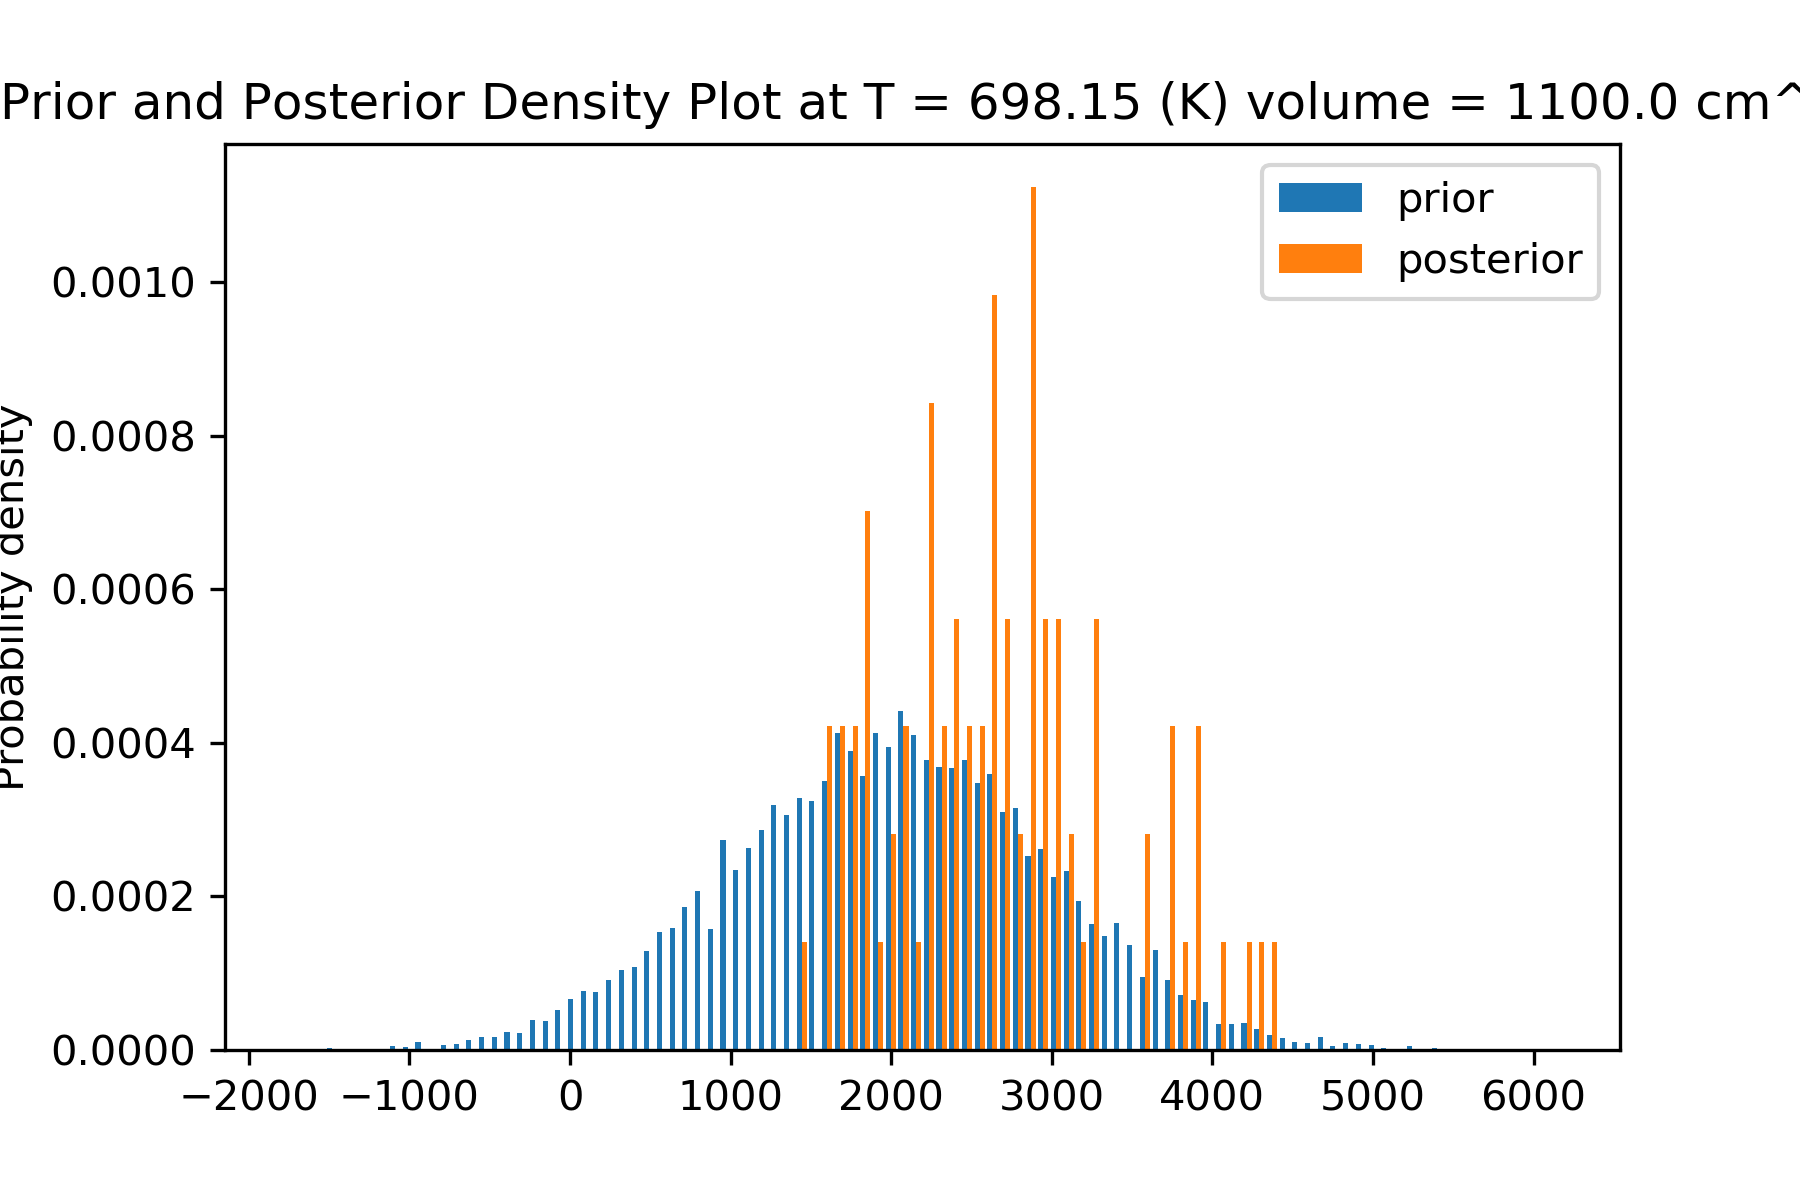 Prior and Posterior Density Plot at T = 698.15 (K) volume = 1100.0 cm^
prior
posterior
Probability density
0.0010
0.0008
0.0006
0.0004
0.0002
0.0000
−2000 −1000 0 1000 2000 3000 4000 5000 6000